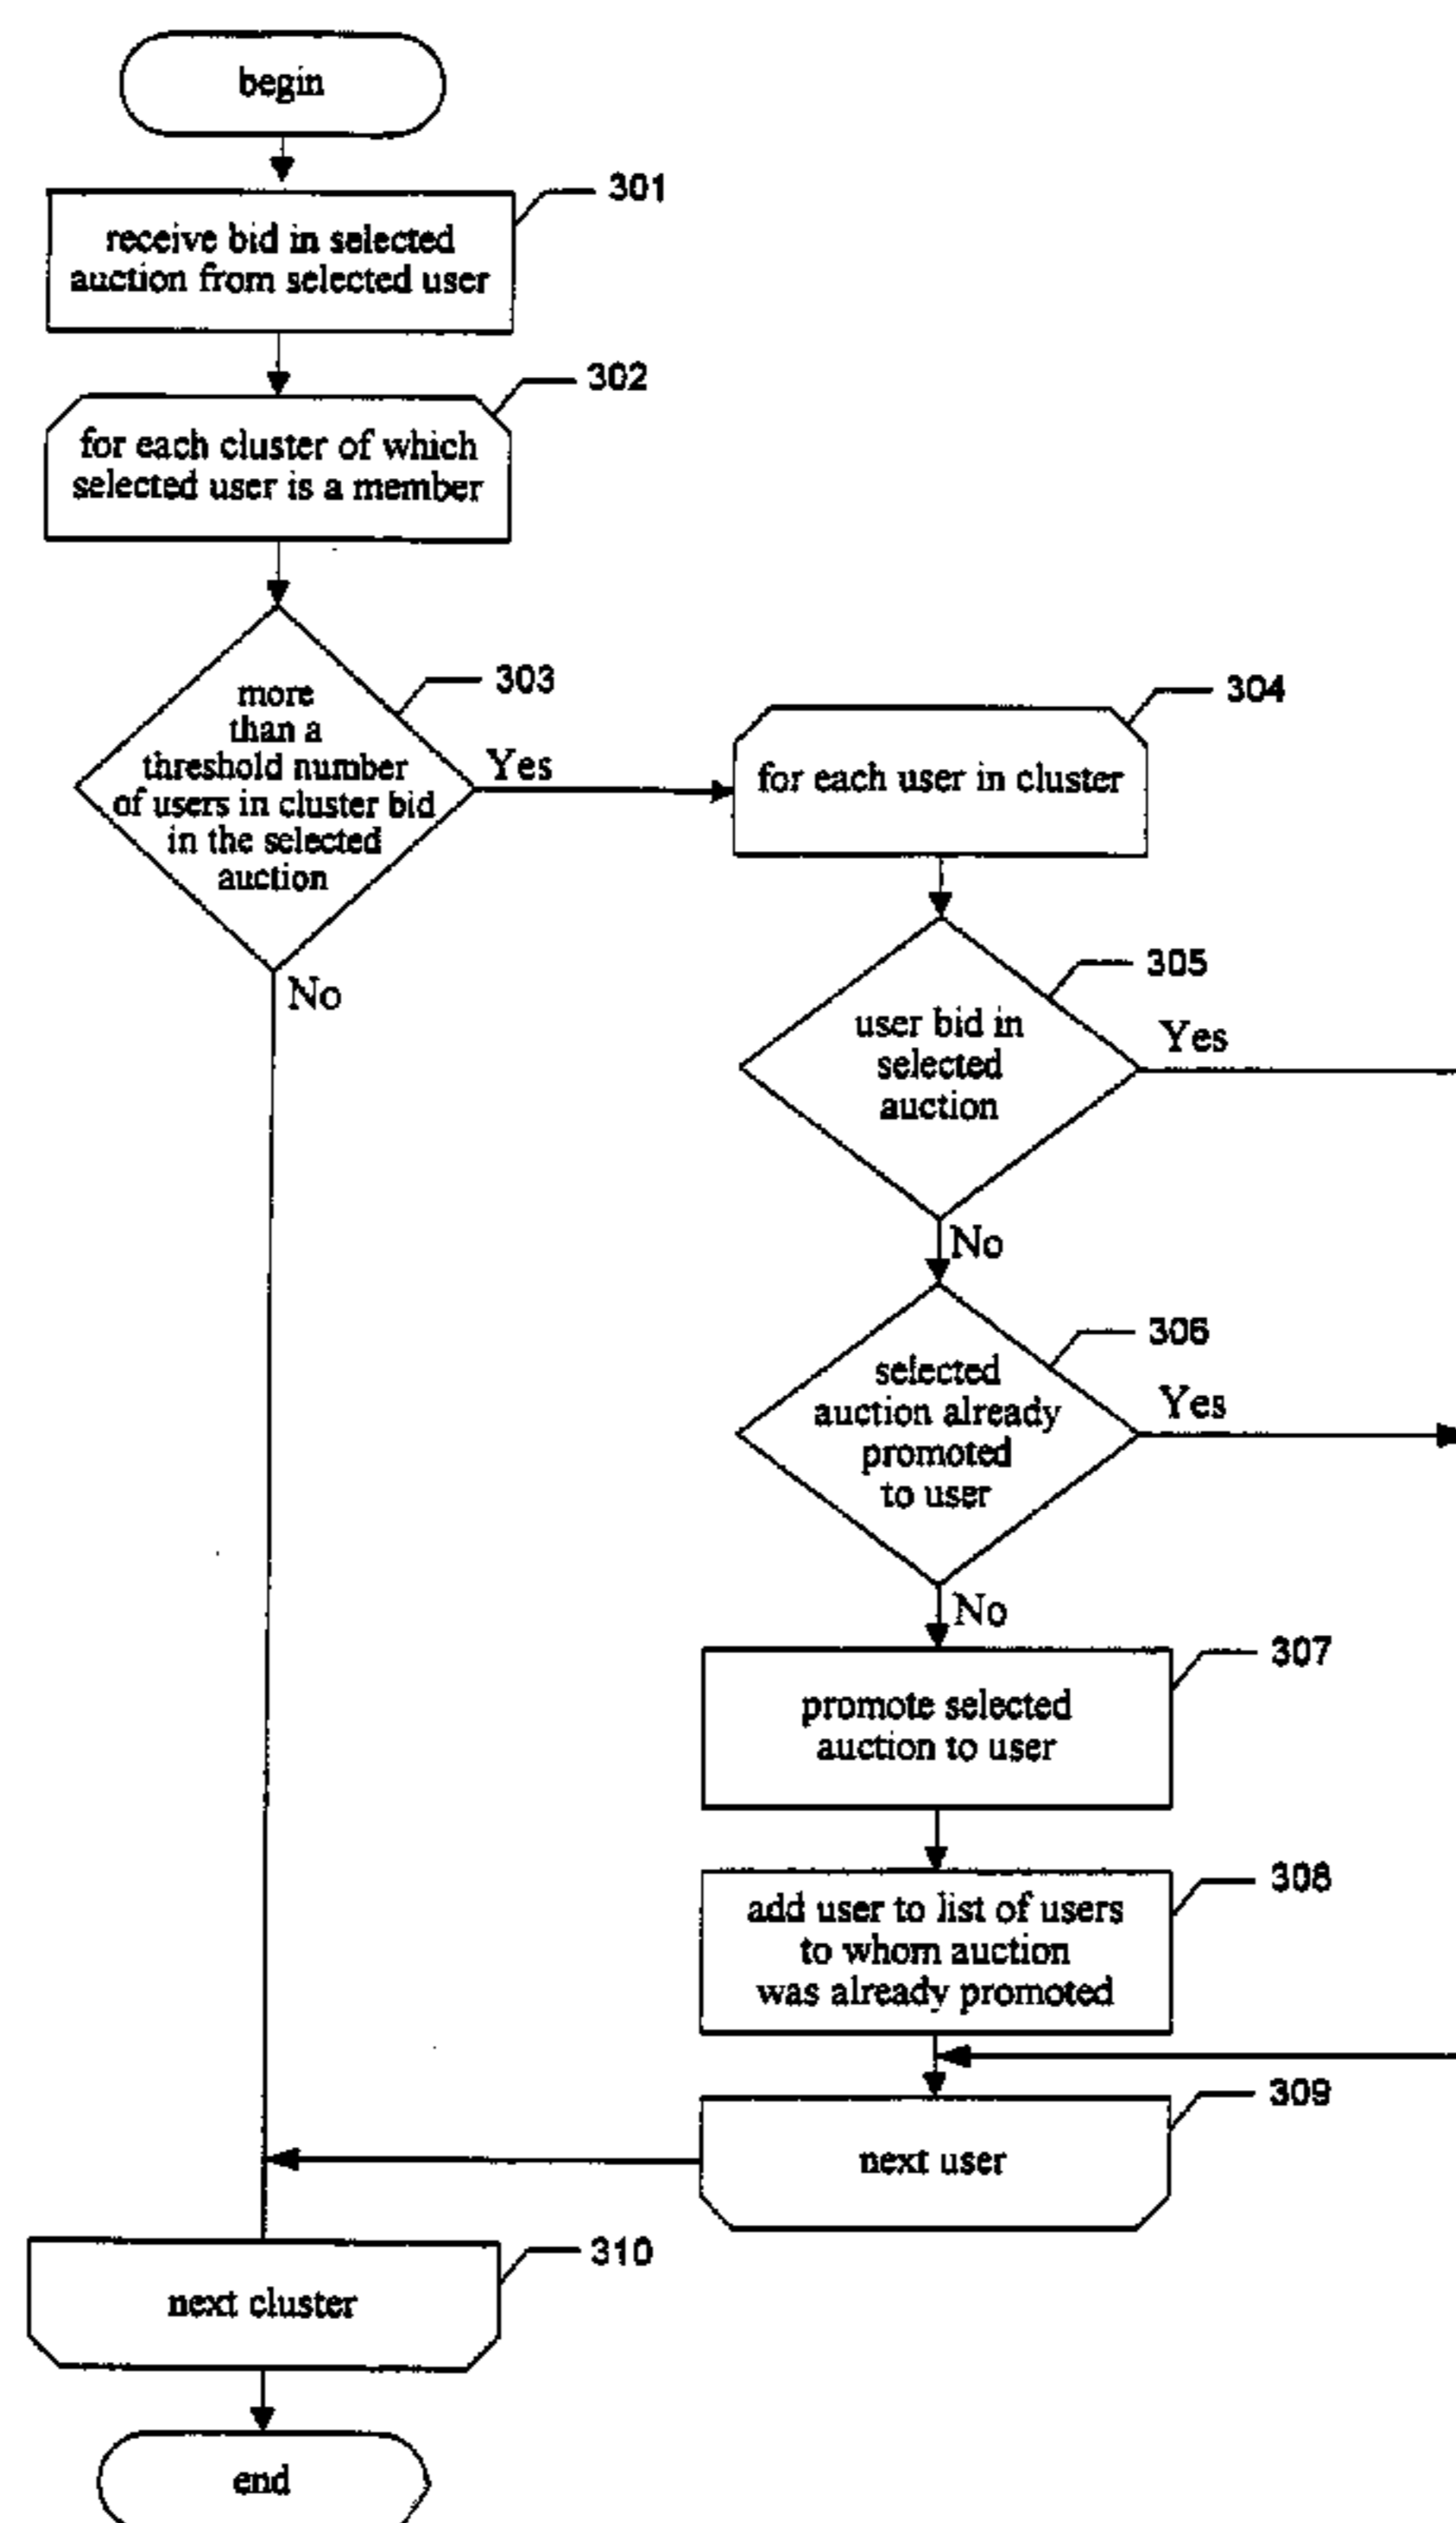 begin
301
receive bid in selected
auction from selected user
302
for each cluster of which
selected user is a member
303
more
than a
threshold number
of users in cluster bid
in the selected
auction
Yes
No
304
for each user in cluster
305
user bid in
selected
auction
Yes
No
306
selected
auction already
promoted
to user
Yes
No
307
promote selected
auction to user
308
add user to list of users
to whom auction
was already promoted
309
next user
310
next cluster
end